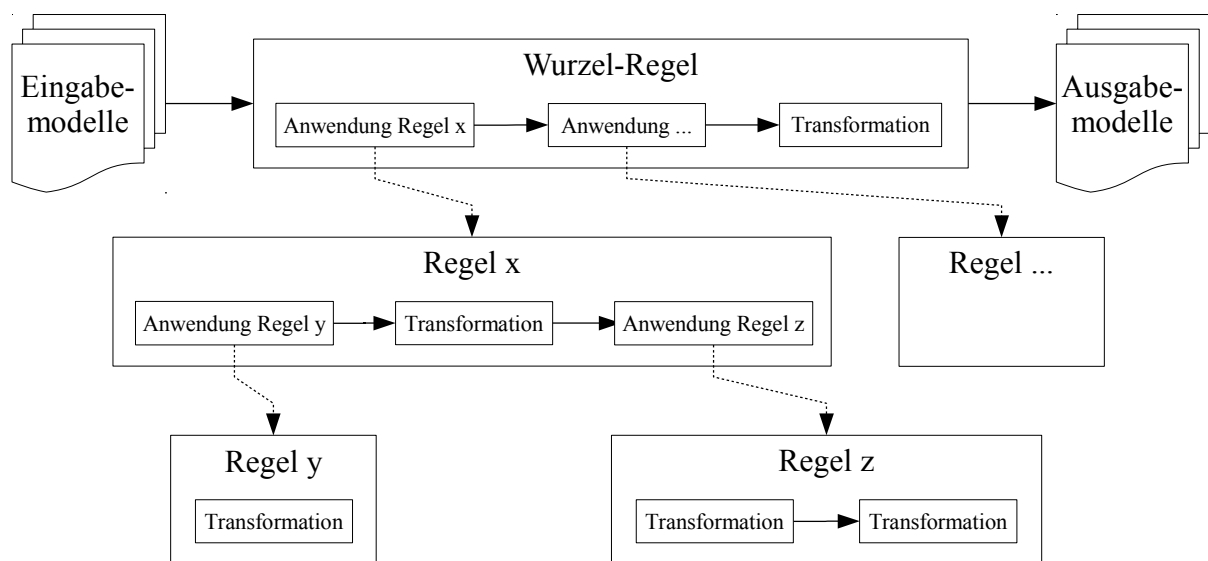 Eingabe-
modelle
Wurzel-Regel
Anwendung Regel x
Anwendung ...
Transformation
Ausgabe-
modelle
Regel x
Anwendung Regel y
Transformation
Anwendung Regel z
Regel ...
Regel y
Transformation
Regel z
Transformation
Transformation